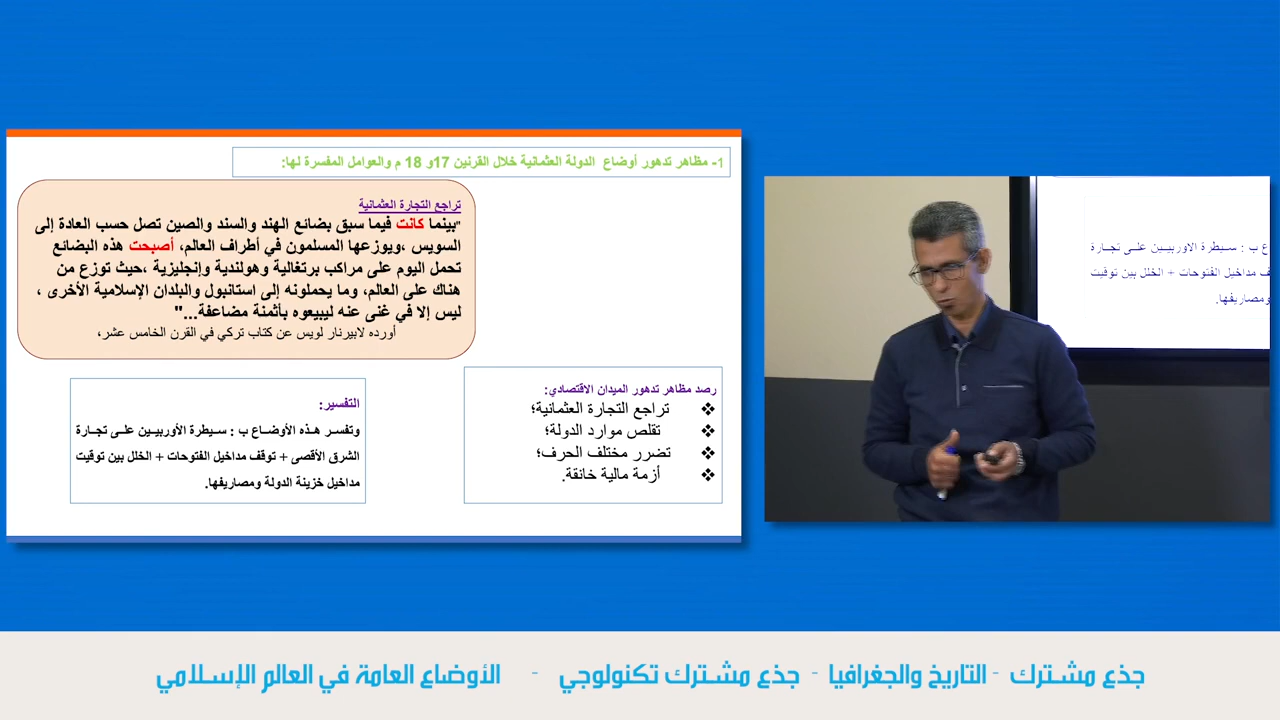 1- مظاهر تدهور أوضاع الدولة العثمانية خلال القرنين 17و 18 م والعوامل المفسرة لها:
تراجع التجارة العثمانية
"بينما كانت فيما سبق بضائع الهند والسند والصين تصل حسب العادة إلى
السويس ،ويوزعها المسلمون في أطراف العالم، أصبحت هذه البضائع
تحمل اليوم على مراكب برتغالية وهولندية وإنجليزية ،حيث توزع من
هناك على العالم، وما يحملونه إلى استانبول والبلدان الإسلامية الأخرى ،
ليس إلا في غنى عنه ليبيعوه بأثمنة مضاعفة..."
أورده لابيرنار لويس عن كتاب تركي في القرن الخامس عشر،
رصد مظاهر تدهور الميدان الاقتصادي:
❖ تراجع التجارة العثمانية؛
❖ تقلص موارد الدولة؛
❖ تضرر مختلف الحرف؛
❖ أزمة مالية خانقة.
التفسير:
وتفسر هذه الأوضاع ب : سيطرة الأوربيين على تجارة
الشرق الأقصى + توقف مداخيل الفتوحات + الخلل بين توقيت
مداخيل خزينة الدولة ومصاريفها.
ع ب : سيطرة الاوربيين على تجارة
ف مداخيل الفتوحات + الخلل بين توقيت
ومصاريفها.
جذع مشترك - التاريخ والجغرافيا - جذع مشترك تكنولوجي - الأوضاع العامة في العالم الإسلامي